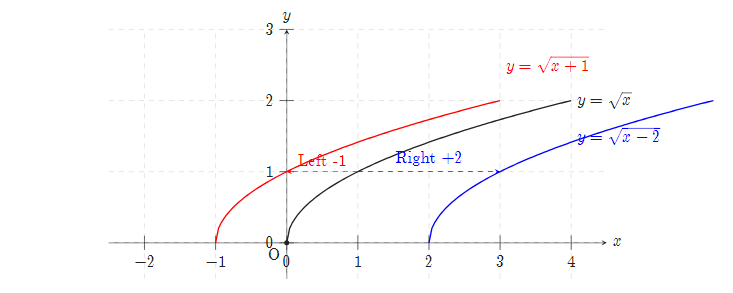 y
3
y = √x + 1
2
y = √x
y = √x − 2
Left -1
Right +2
1
0
x
O
−2 −1 0 1 2 3 4